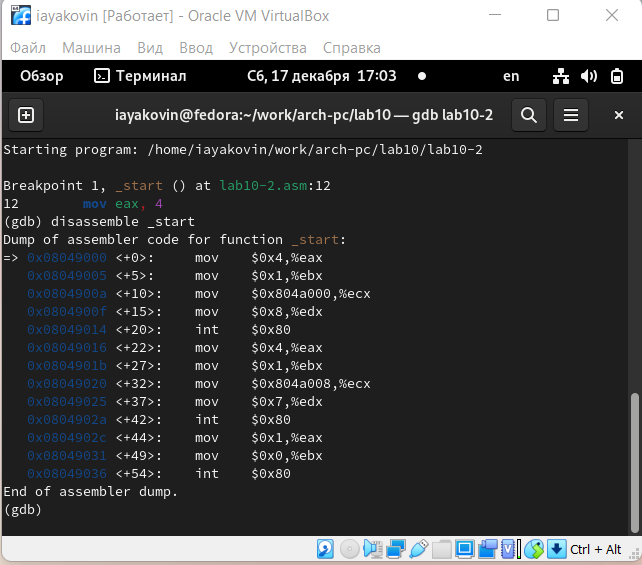 iayakovin [Работает] - Oracle VM VirtualBox
Файл Машина Вид Ввод Устройства Справка
Обзор Терминал Сб, 17 декабря 17:03 en
iayakovin@fedora:~/work/arch-pc/lab10 — gdb lab10-2
Starting program: /home/iayakovin/work/arch-pc/lab10/lab10-2
Breakpoint 1, _start () at lab10-2.asm:12
12 mov eax, 4
(gdb) disassemble _start
Dump of assembler code for function _start:
=> 0x08049000 <+0>: mov $0x4,%eax
0x08049005 <+5>: mov $0x1,%ebx
0x0804900a <+10>: mov $0x804a000,%ecx
0x0804900f <+15>: mov $0x8,%edx
0x08049014 <+20>: int $0x80
0x08049016 <+22>: mov $0x4,%eax
0x0804901b <+27>: mov $0x1,%ebx
0x08049020 <+32>: mov $0x804a008,%ecx
0x08049025 <+37>: mov $0x7,%edx
0x0804902a <+42>: int $0x80
0x0804902c <+44>: mov $0x1,%eax
0x08049031 <+49>: mov $0x0,%ebx
0x08049036 <+54>: int $0x80
End of assembler dump.
(gdb)
Ctrl + Alt